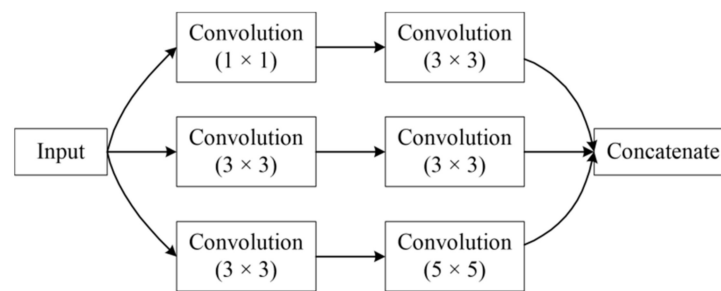 Convolution
(1 × 1)
Convolution
(3 × 3)
Input
Convolution
(3 × 3)
Convolution
(3 × 3)
Concatenate
Convolution
(3 × 3)
Convolution
(5 × 5)